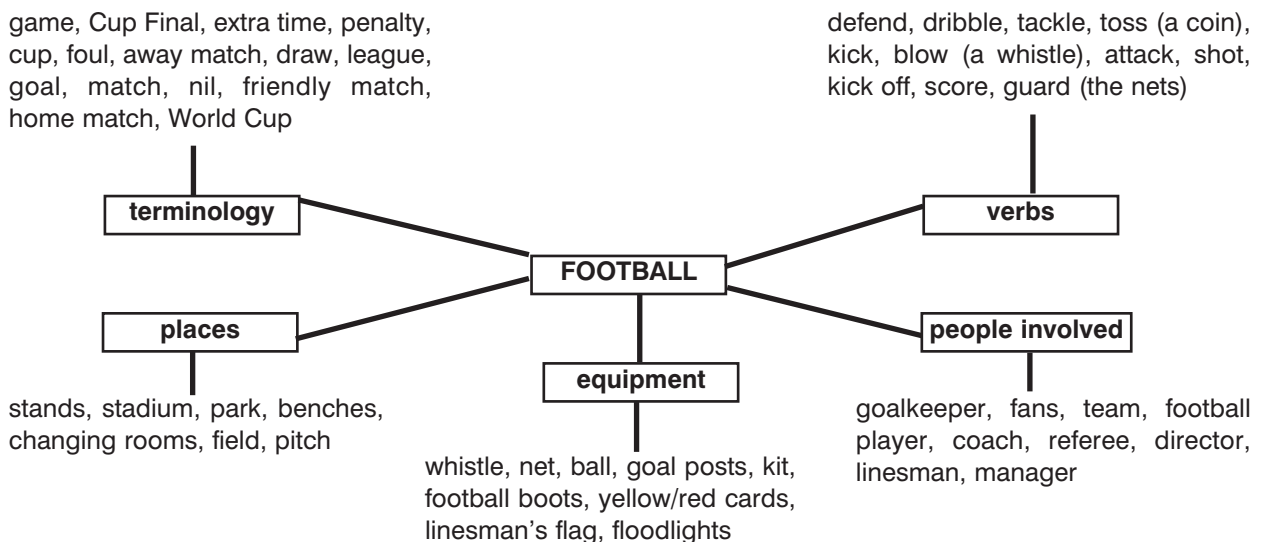 game, Cup Final, extra time, penalty,
cup, foul, away match, draw, league,
goal, match, nil, friendly match,
home match, World Cup
defend, dribble, tackle, toss (a coin),
kick, blow (a whistle), attack, shot,
kick off, score, guard (the nets)
terminology
verbs
FOOTBALL
places
people involved
equipment
stands, stadium, park, benches,
changing rooms, field, pitch
goalkeeper, fans, team, football
player, coach, referee, director,
linesman, manager
whistle, net, ball, goal posts, kit,
football boots, yellow/red cards,
linesman's flag, floodlights